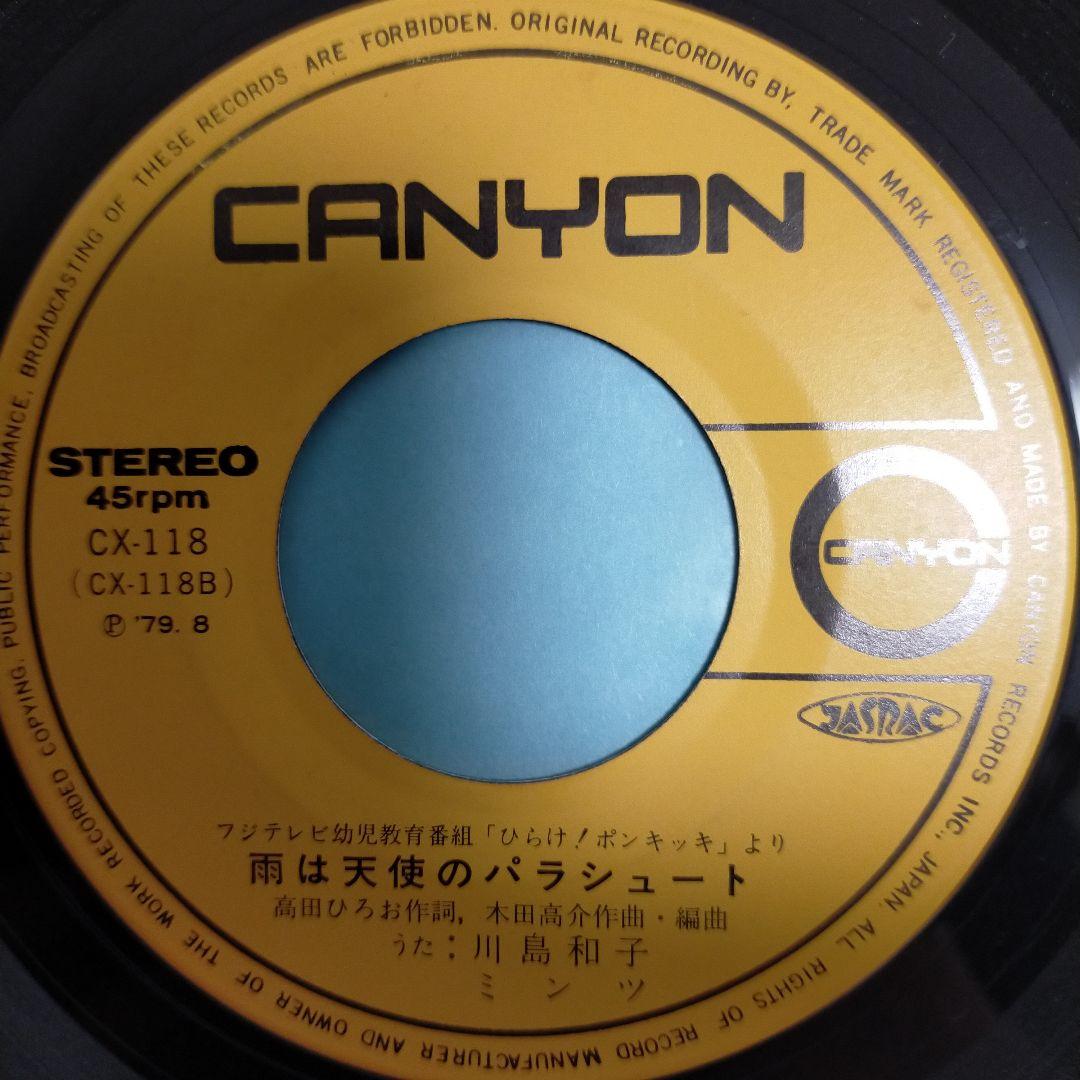 CANYON
STEREO
45rpm
CX-118
(CX-118B)
Ⓟ '79. 8
CANYON
JASRAC
フジテレビ幼児教育番組「ひらけ!ポンキッキ」より
雨は天使のパラシュート
高田ひろお作詞, 木田高介作曲・編曲
うた:川島和子
ミンツ
ORIGINAL RECORDING BY, TRADE MARK REGISTERED AND MADE BY CANYON RECORDS INC., JAPAN. ALL RIGHTS OF RECORD MANUFACTURER AND OWNER OF THE WORK RECORDED COPYING, PUBLIC PERFORMANCE, BROADCASTING OF THESE RECORDS ARE FORBIDDEN.